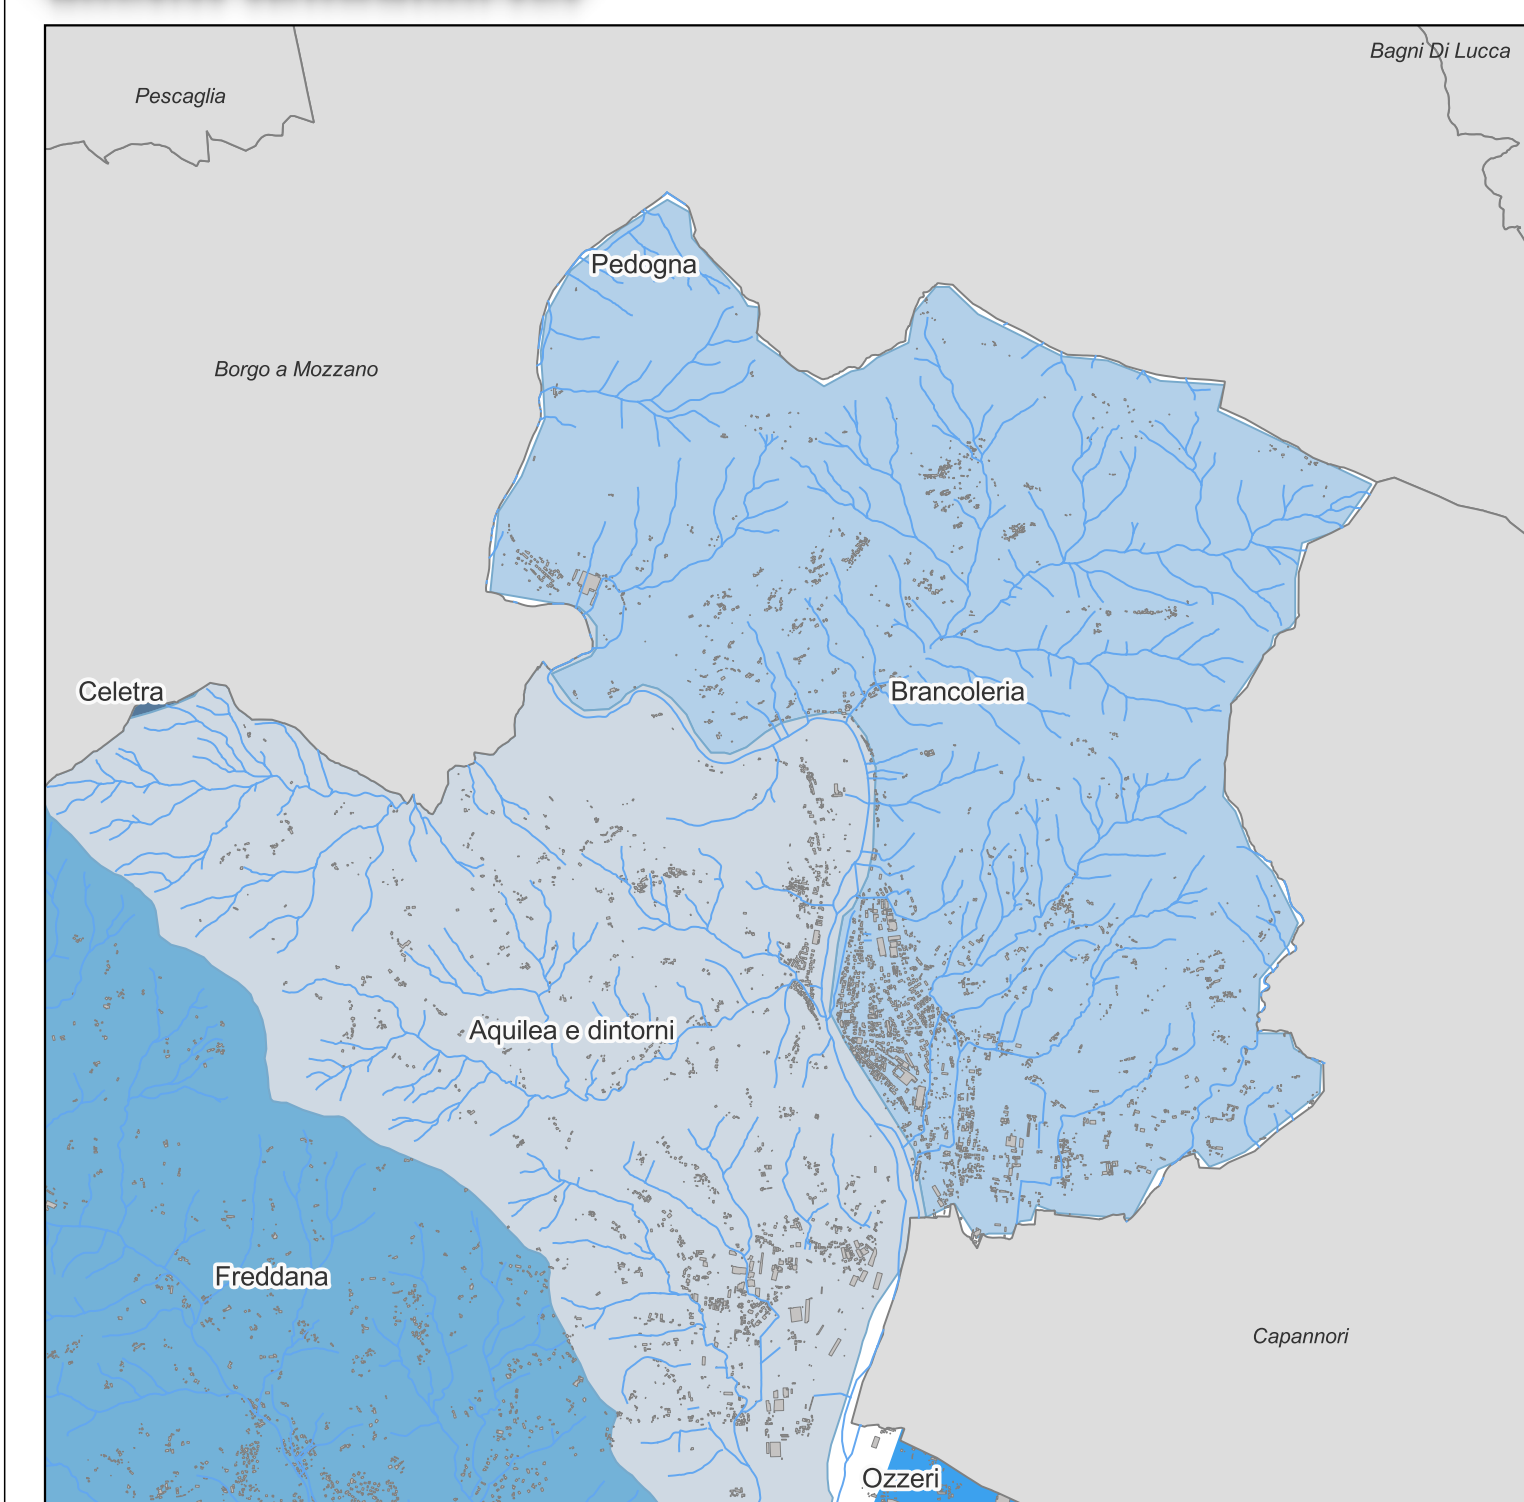 Bagni Di Lucca
Pescaglia
Pedogna
Borgo a Mozzano
Celetra
Brancoleria
Aquilea e dintorni
Freddana
Capannori
Ozzeri